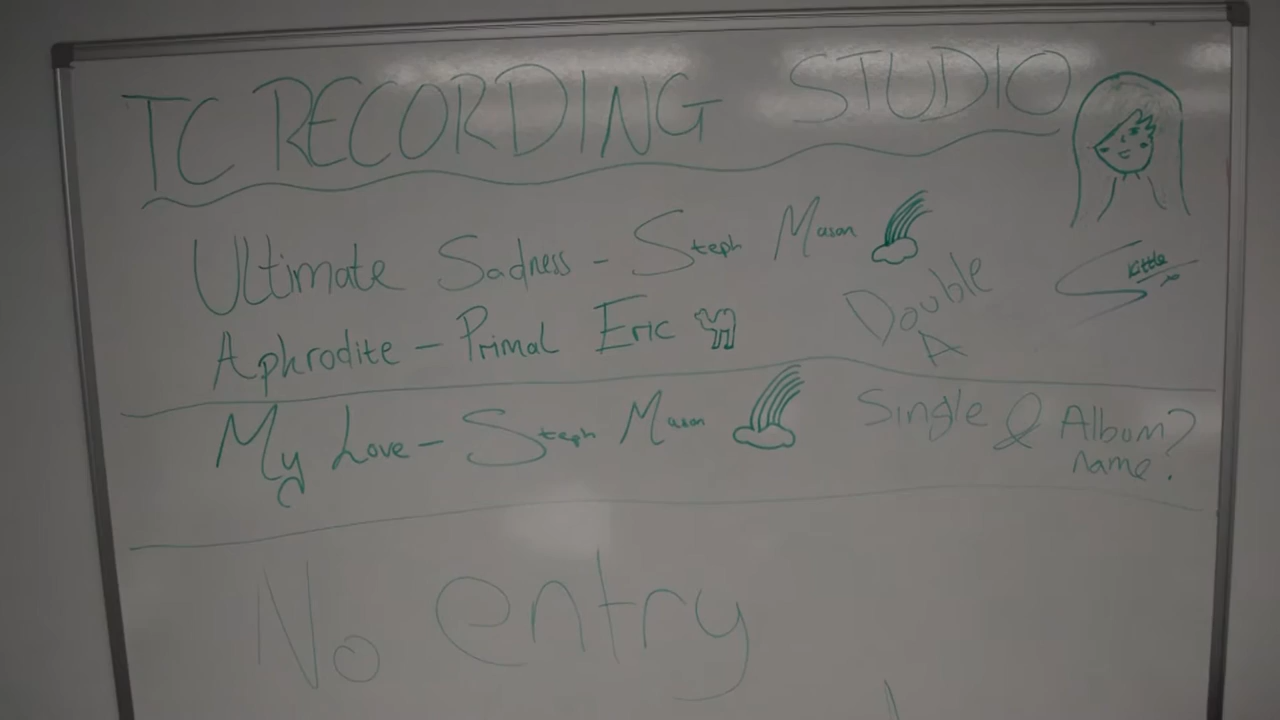 TC RECORDING STUDIO
Ultimate Sadness - Steph Mason
Aphrodite - Primal Eric
Double
A
My Love - Steph Mason
Single & Album?
name.
No entry